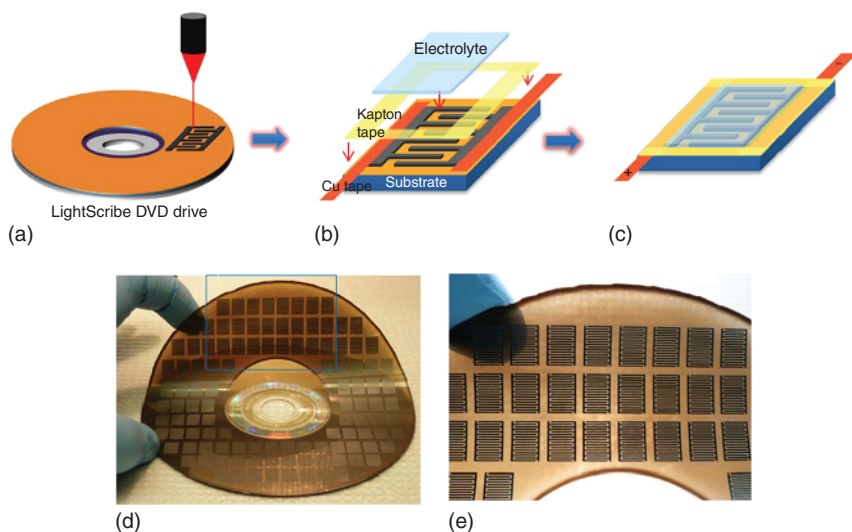 LightScribe DVD drive
(a)
Electrolyte
Kapton
tape
Cu tape
Substrate
(b)
−
+
(c)
(d)
(e)